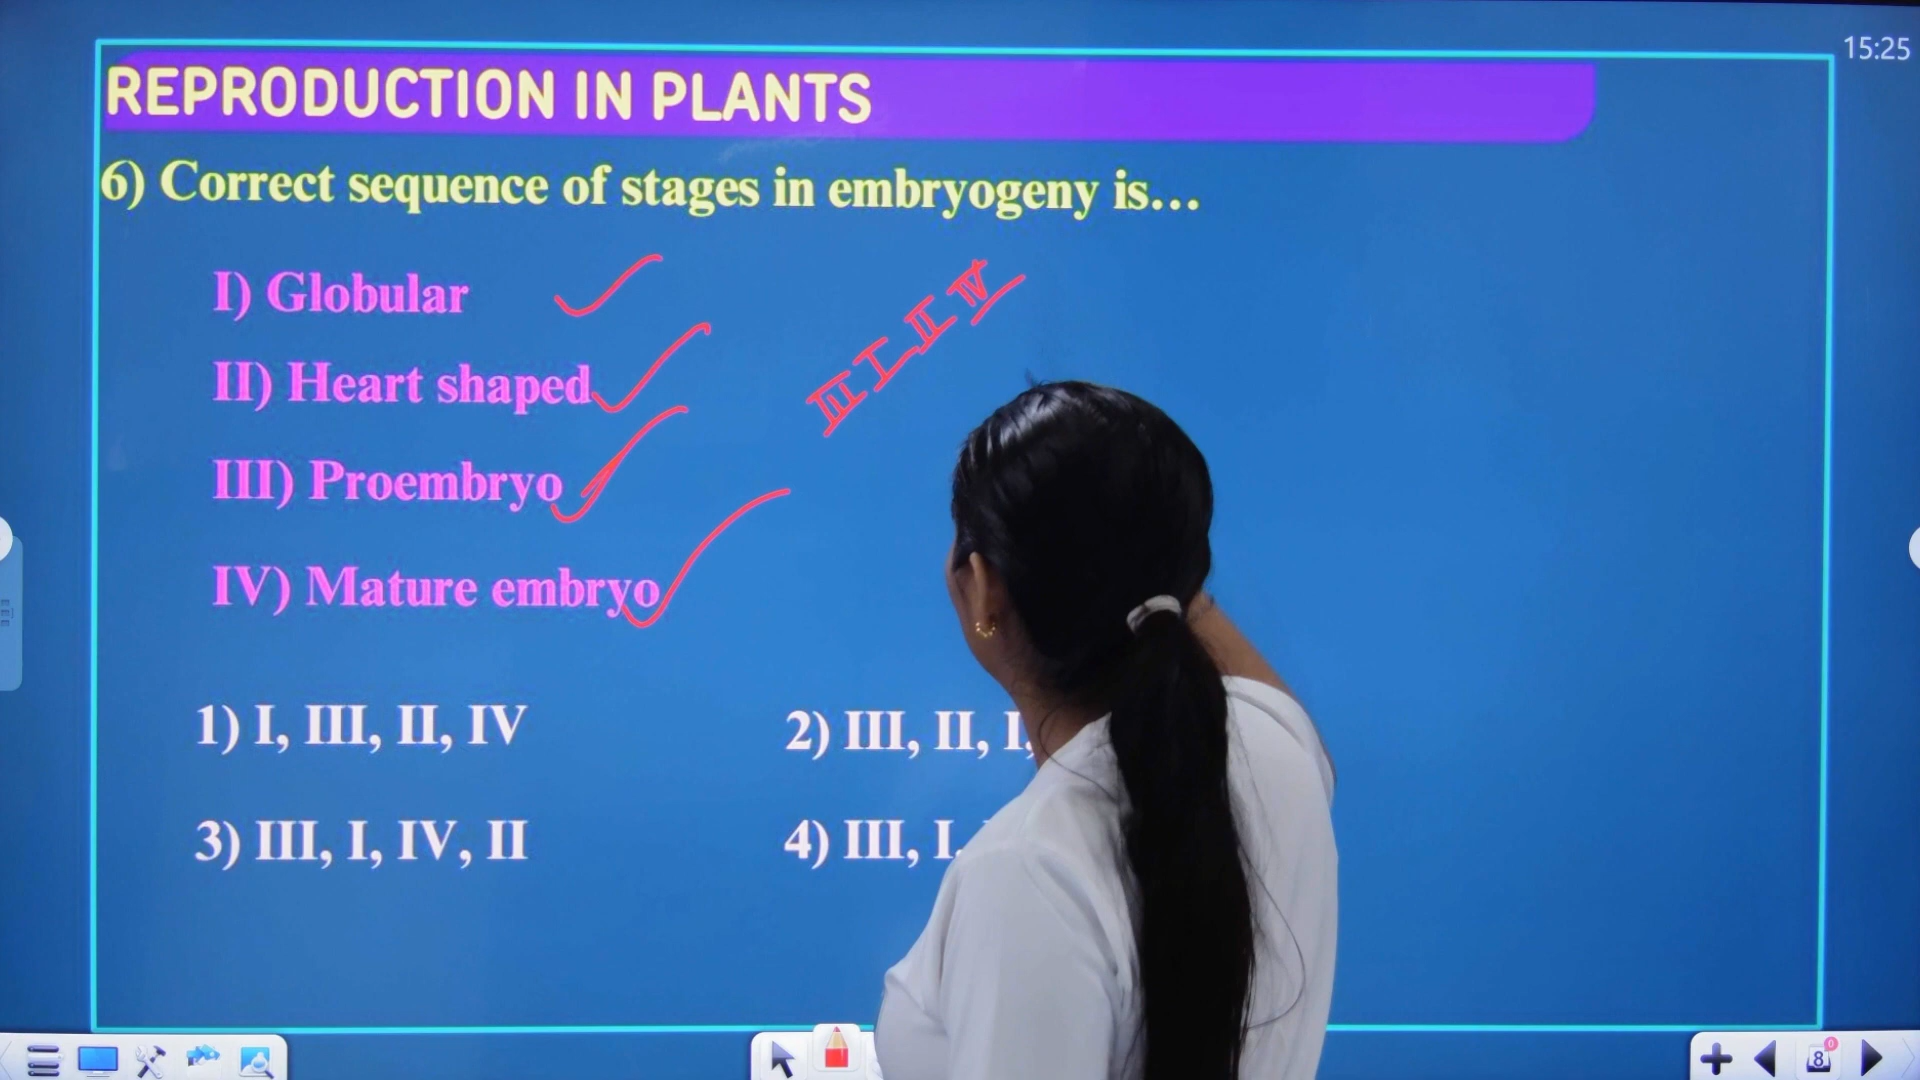 15:25
REPRODUCTION IN PLANTS
6) Correct sequence of stages in embryogeny is...
I) Globular
II) Heart shaped
III) Proembryo
IV) Mature embryo
III I II IV
1) I, III, II, IV
2) III, II, I,
3) III, I, IV, II
4) III, I,
8
0